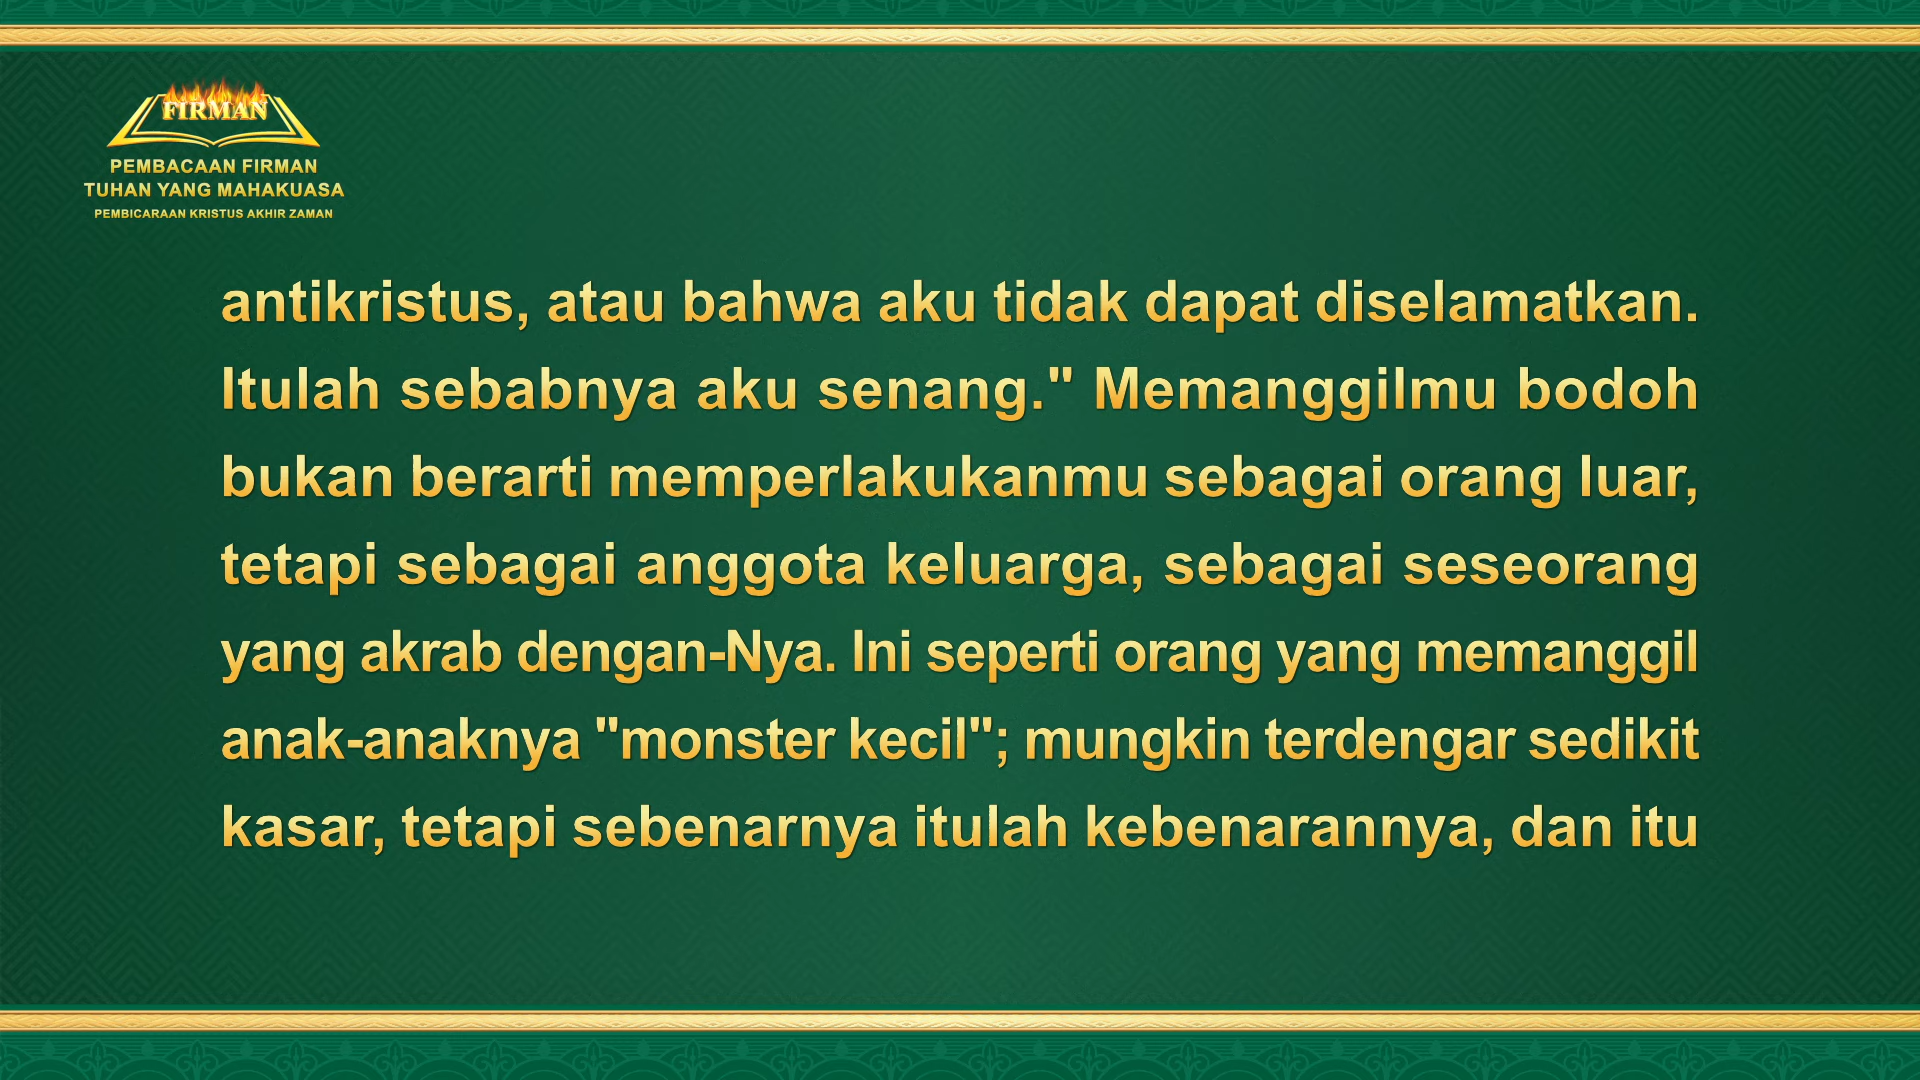 FIRMAN
PEMBACAAN FIRMAN
TUHAN YANG MAHAKUASA
PEMBICARAAN KRISTUS AKHIR ZAMAN
antikristus, atau bahwa aku tidak dapat diselamatkan.
Itulah sebabnya aku senang." Memanggilmu bodoh
bukan berarti memperlakukanmu sebagai orang luar,
tetapi sebagai anggota keluarga, sebagai seseorang
yang akrab dengan-Nya. Ini seperti orang yang memanggil
anak-anaknya "monster kecil"; mungkin terdengar sedikit
kasar, tetapi sebenarnya itulah kebenarannya, dan itu